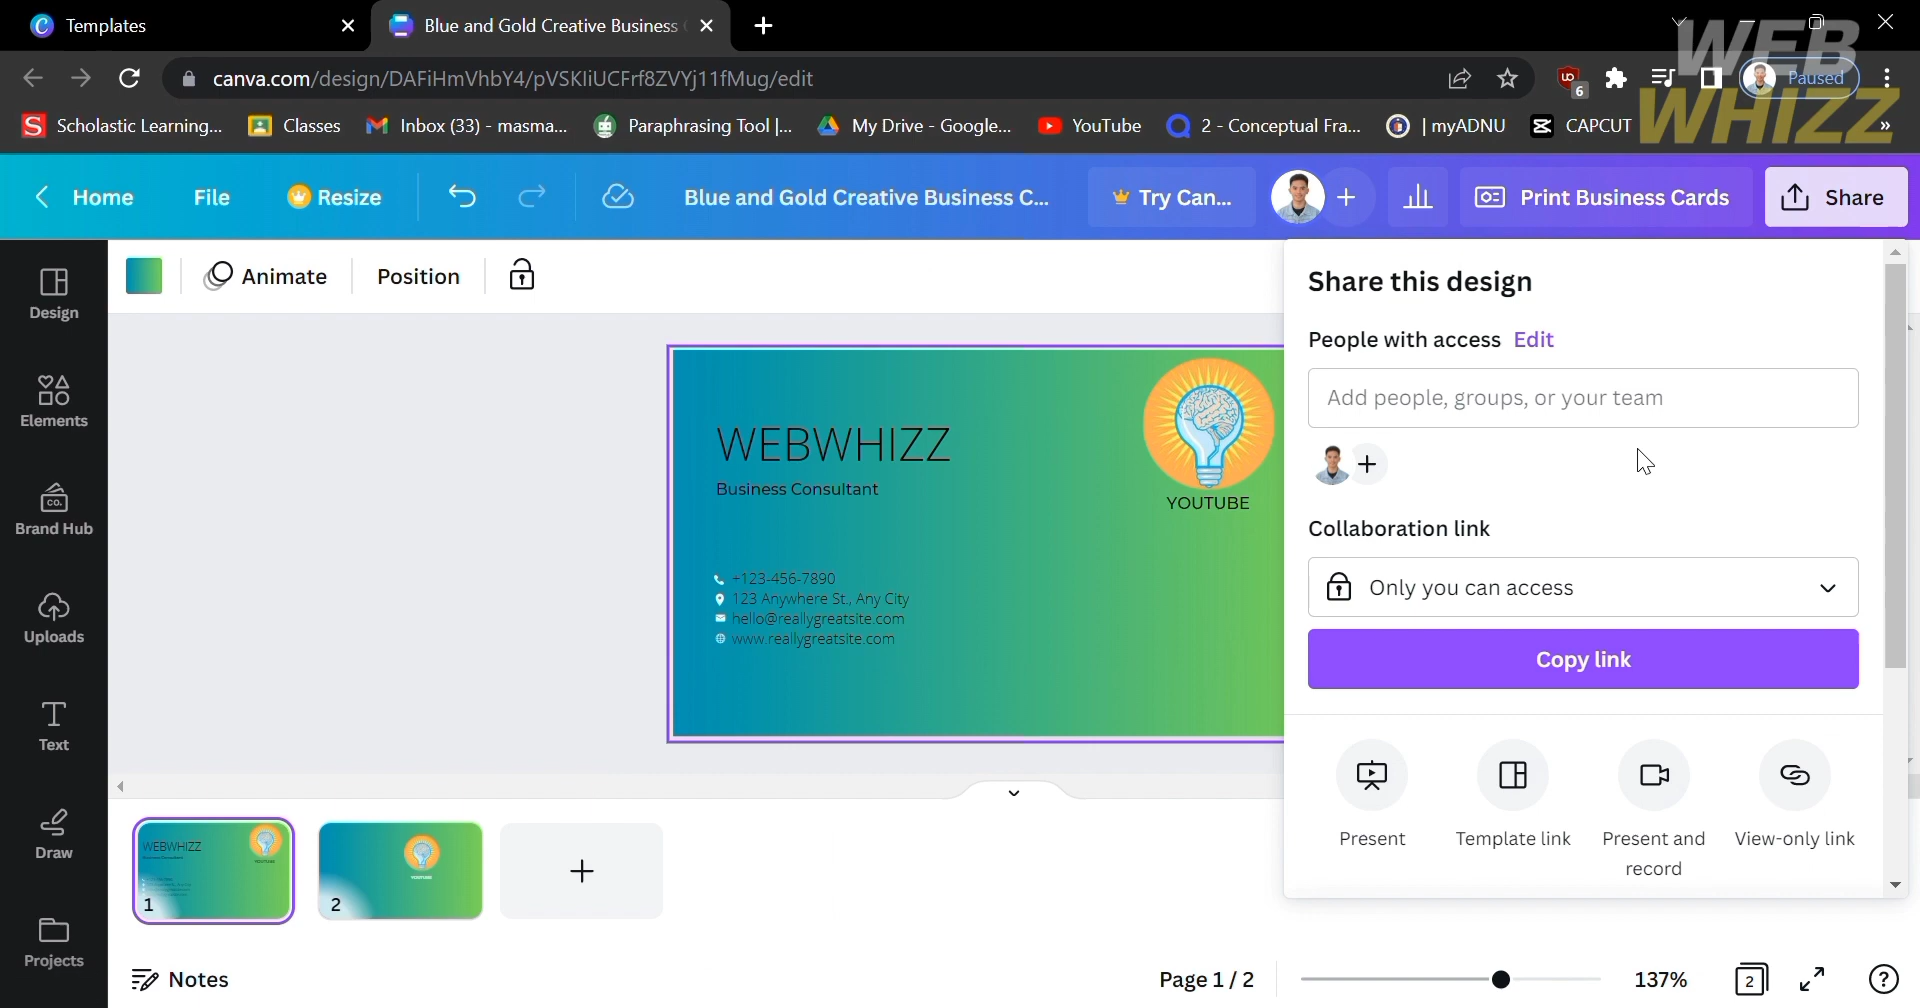 Templates
Blue and Gold Creative Business
WEB
WHIZZ
canva.com/design/DAFiHmVhbY4/pVSKIiUCFrf8ZVYj11fMug/edit
6
Paused
Scholastic Learning...
Classes
Inbox (33) - masma...
Paraphrasing Tool |...
My Drive - Google...
YouTube
2 - Conceptual Fra...
| myADNU
CAPCUT
»
Home
File
Resize
Blue and Gold Creative Business C...
Try Can...
Print Business Cards
Share
Animate
Position
Design
Elements
CO.
Brand Hub
Uploads
Text
Draw
Projects
WEBWHIZZ
Business Consultant
YOUTUBE
+123-456-7890
123 Anywhere St., Any City
hello@reallygreatsite.com
www.reallygreatsite.com
Share this design
People with access Edit
Add people, groups, or your team
Collaboration link
Only you can access
Copy link
Present
Template link
Present and
record
View-only link
WEBWHIZZ
1
YOUTUBE
2
Notes
Page 1 / 2
137%
2